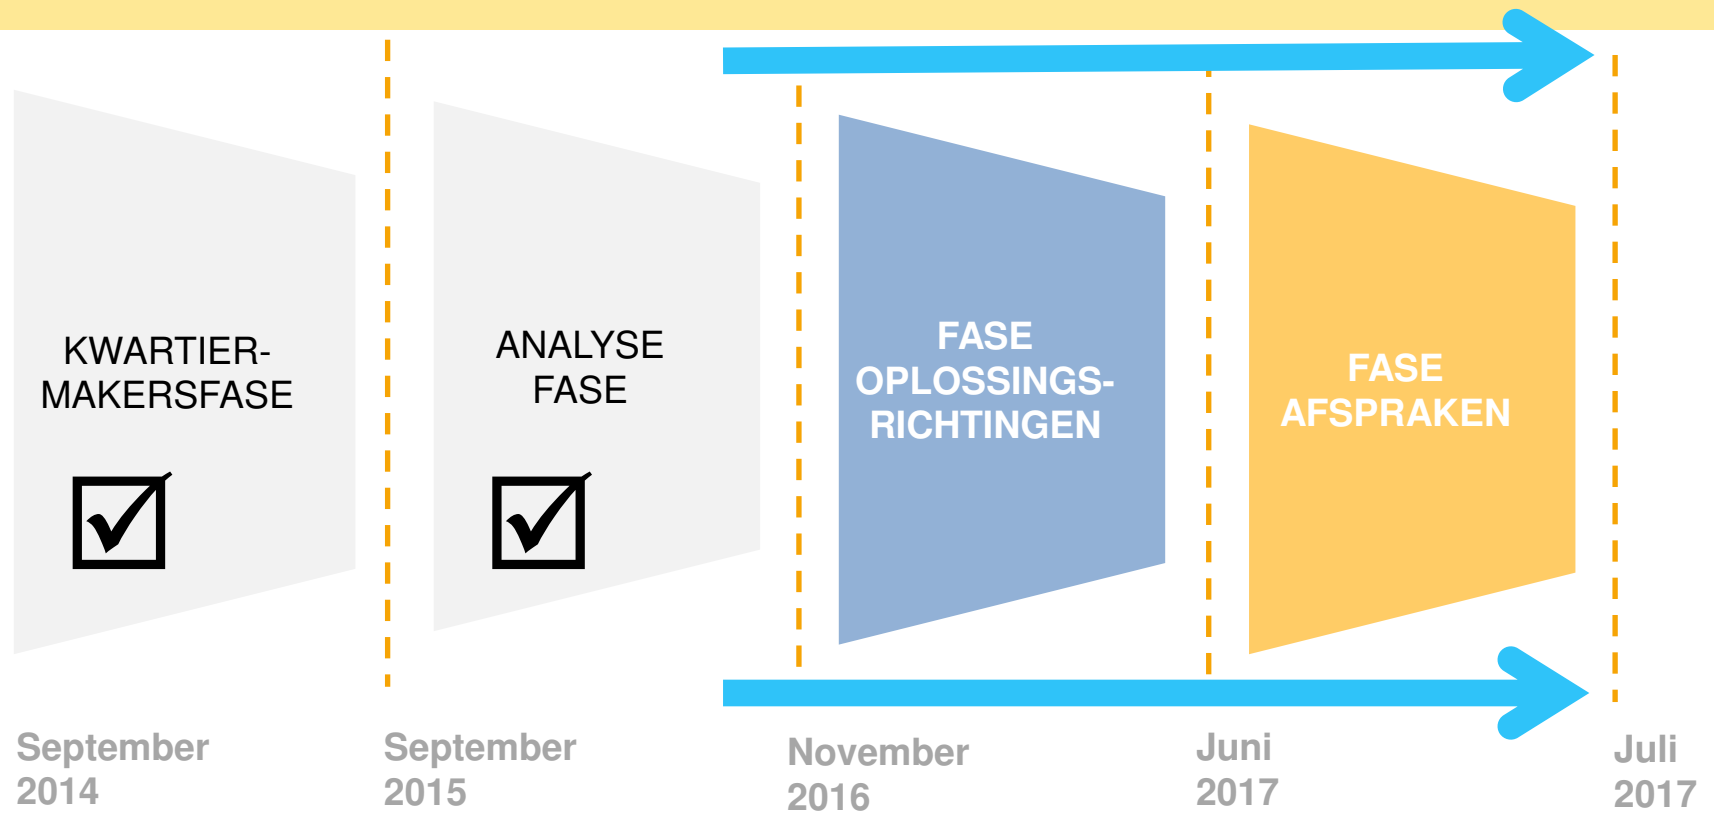 KWARTIER-
MAKERSFASE
ANALYSE
FASE
FASE
OPLOSSINGS-
RICHTINGEN
FASE
AFSPRAKEN
September
2014
September
2015
November
2016
Juni
2017
Juli
2017